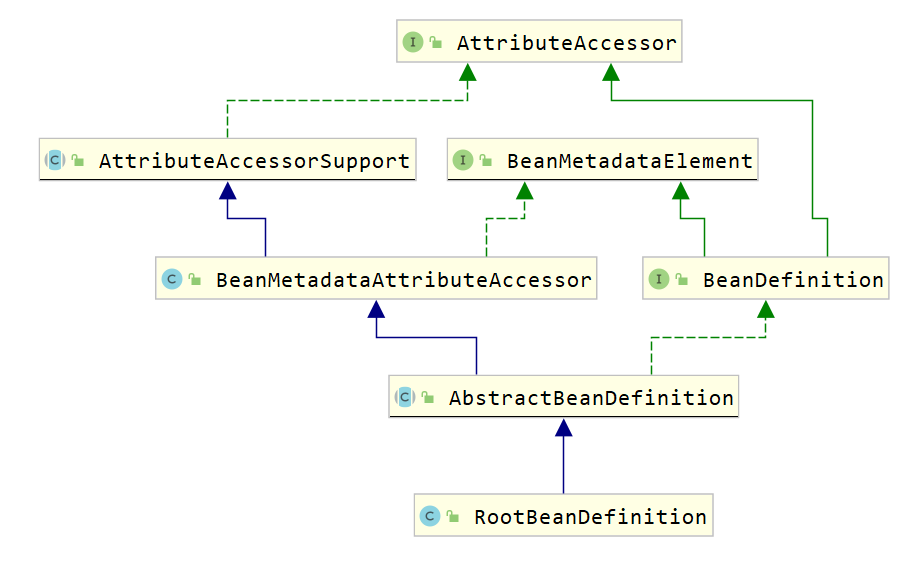 I AttributeAccessor
C AttributeAccessorSupport
I BeanMetadataElement
C BeanMetadataAttributeAccessor
I BeanDefinition
C AbstractBeanDefinition
C RootBeanDefinition